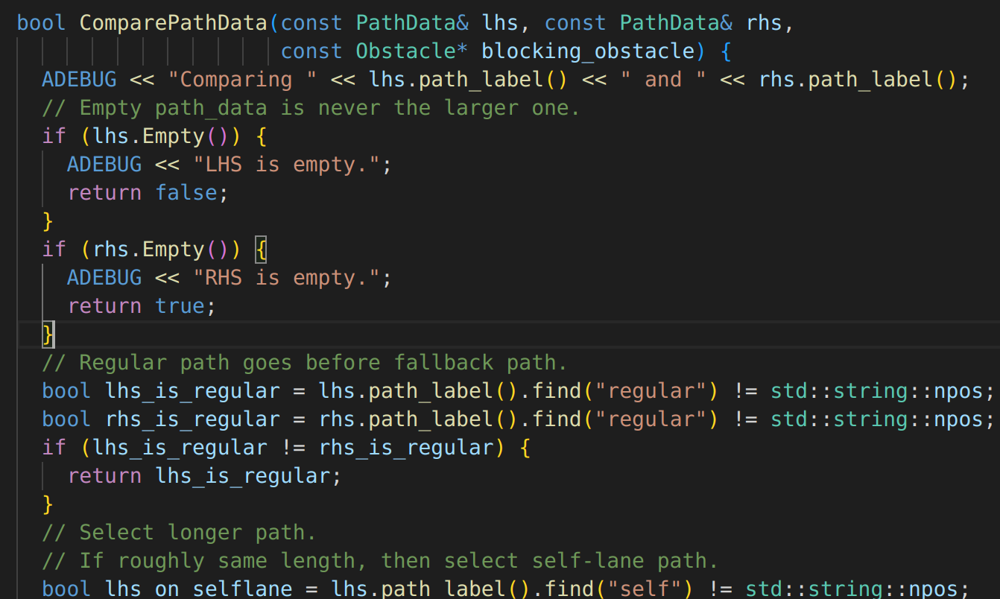 bool ComparePathData(const PathData& lhs, const PathData& rhs,
const Obstacle* blocking_obstacle) {
ADEBUG << "Comparing " << lhs.path_label() << " and " << rhs.path_label();
// Empty path_data is never the larger one.
if (lhs.Empty()) {
ADEBUG << "LHS is empty.";
return false;
}
if (rhs.Empty()) {
ADEBUG << "RHS is empty.";
return true;
}
// Regular path goes before fallback path.
bool lhs_is_regular = lhs.path_label().find("regular") != std::string::npos;
bool rhs_is_regular = rhs.path_label().find("regular") != std::string::npos;
if (lhs_is_regular != rhs_is_regular) {
return lhs_is_regular;
}
// Select longer path.
// If roughly same length, then select self-lane path.
bool lhs_on_selflane = lhs.path_label().find("self") != std::string::npos;